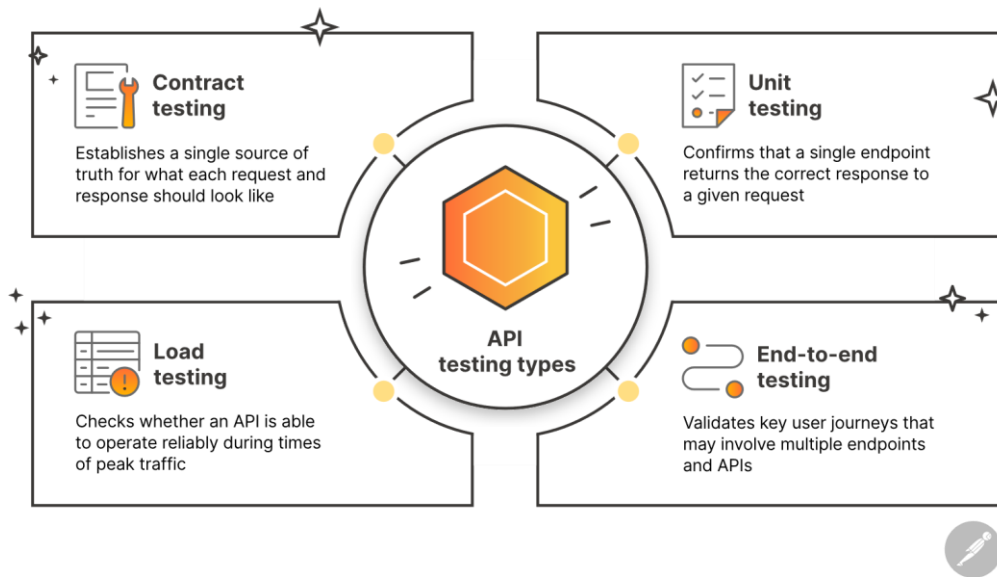 Contract
testing
Establishes a single source of
truth for what each request and
response should look like
Unit
testing
Confirms that a single endpoint
returns the correct response to
a given request
API
testing types
Load
testing
Checks whether an API is able
to operate reliably during times
of peak traffic
End-to-end
testing
Validates key user journeys that
may involve multiple endpoints
and APIs